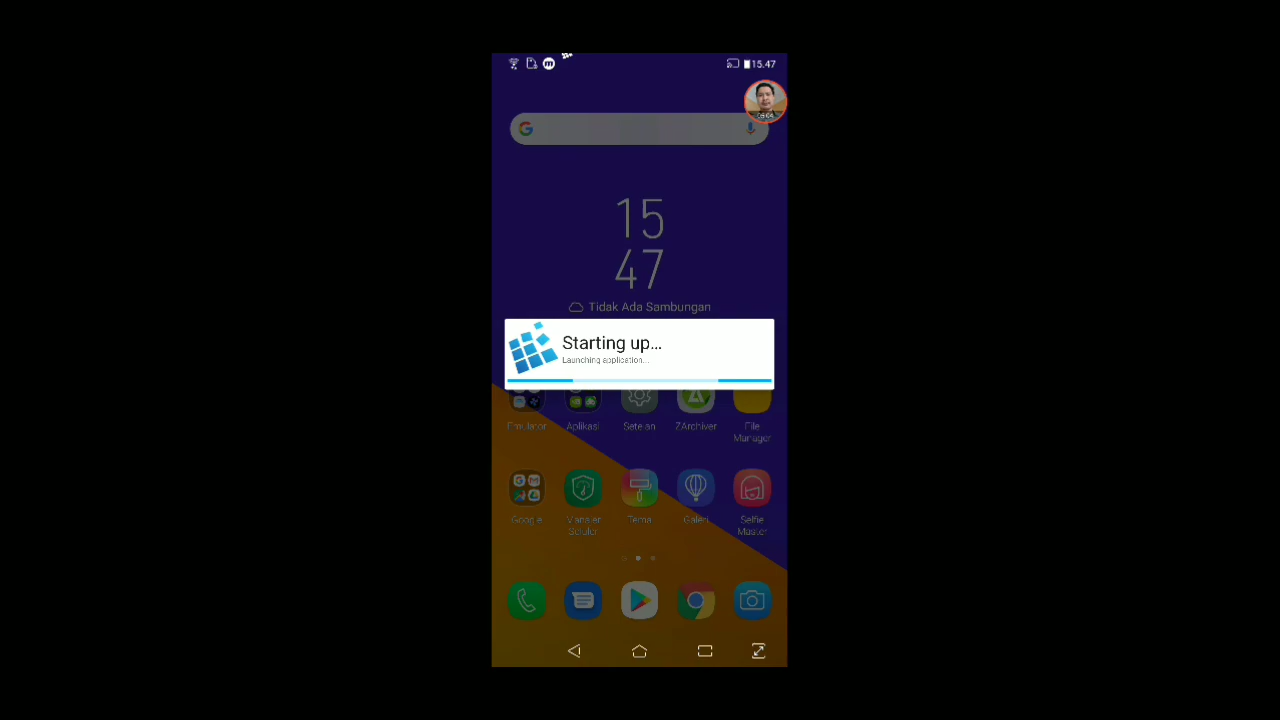 15.47
15
47
Tidak Ada Sambungan
Starting up...
Launching application...
Emulator
Aplikasi
Setelan
ZArchiver
File
Manager
Google
Manajer
Seluler
Tema
Galeri
Selfie
Master